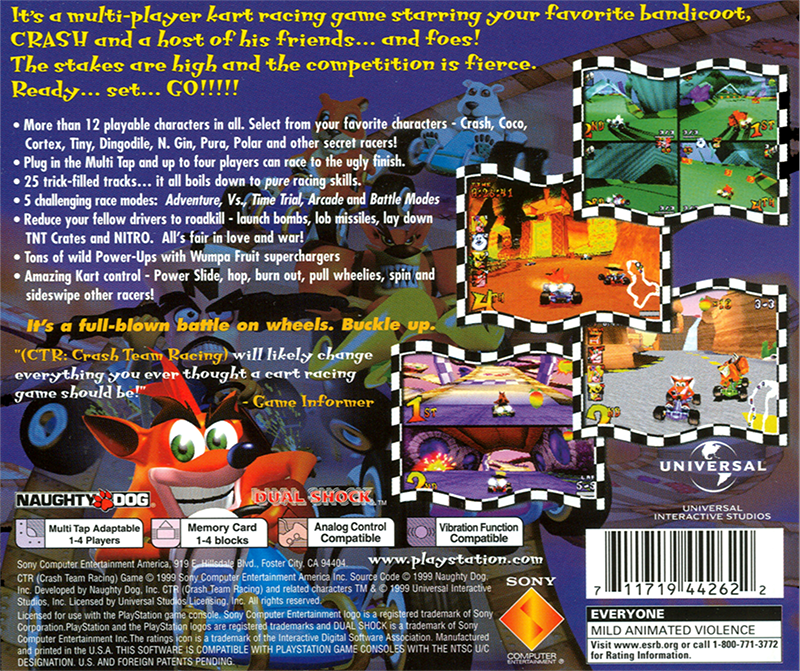 It's a multi-player kart racing game starring your favorite bandicoot,
CRASH and a host of his friends... and foes!
The stakes are high and the competition is fierce.
Ready... set... GO!!!!!
• More than 12 playable characters in all. Select from your favorite characters - Crash, Coco,
Cortex, Tiny, Dingodile, N. Gin, Pura, Polar and other secret racers!
• Plug in the Multi Tap and up to four players can race to the ugly finish.
• 25 trick-filled tracks... it all boils down to pure racing skills.
• 5 challenging race modes: Adventure, Vs., Time Trial, Arcade and Battle Modes
• Reduce your fellow drivers to roadkill - launch bombs, lob missiles, lay down
TNT Crates and NITRO. All's fair in love and war!
• Tons of wild Power-Ups with Wumpa Fruit superchargers
• Amazing Kart control - Power Slide, hop, burn out, pull wheelies, spin and
sideswipe other racers!
It's a full-blown battle on wheels. Buckle up.
"(CTR: Crash Team Racing) will likely change
everything you ever thought a cart racing
game should be!"
- Game Informer
2ND
1ST
4TH
3-3
1ST
2ND
5-5
NAUGHTY DOG
DUAL SHOCK™
UNIVERSAL
UNIVERSAL
INTERACTIVE STUDIOS
Multi Tap Adaptable
1-4 Players
Memory Card
1-4 blocks
Analog Control
Compatible
Vibration Function
Compatible
Sony Computer Entertainment America, 919 E. Hillsdale Blvd., Foster City, CA 94404
www.playstation.com
CTR (Crash Team Racing) Game © 1999 Sony Computer Entertainment America Inc. Source Code © 1999 Naughty Dog,
Inc. Developed by Naughty Dog, Inc. CTR (Crash Team Racing) and related characters TM & © 1999 Universal Interactive
Studios, Inc. Licensed by Universal Studios Licensing, Inc. All rights reserved.
Licensed for use with the PlayStation game console. Sony Computer Entertainment logo is a registered trademark of Sony
Corporation.PlayStation and the PlayStation logos are registered trademarks and DUAL SHOCK is a trademark of Sony
Computer Entertainment Inc.The ratings icon is a trademark of the Interactive Digital Software Association. Manufactured
and printed in the U.S.A. THIS SOFTWARE IS COMPATIBLE WITH PLAYSTATION GAME CONSOLES WITH THE NTSC U/C
DESIGNATION. U.S. AND FOREIGN PATENTS PENDING.
SONY
COMPUTER
ENTERTAINMENT®
7 11719 44262 2
EVERYONE
MILD ANIMATED VIOLENCE
Visit www.esrb.org or call 1-800-771-3772
for Rating Information.